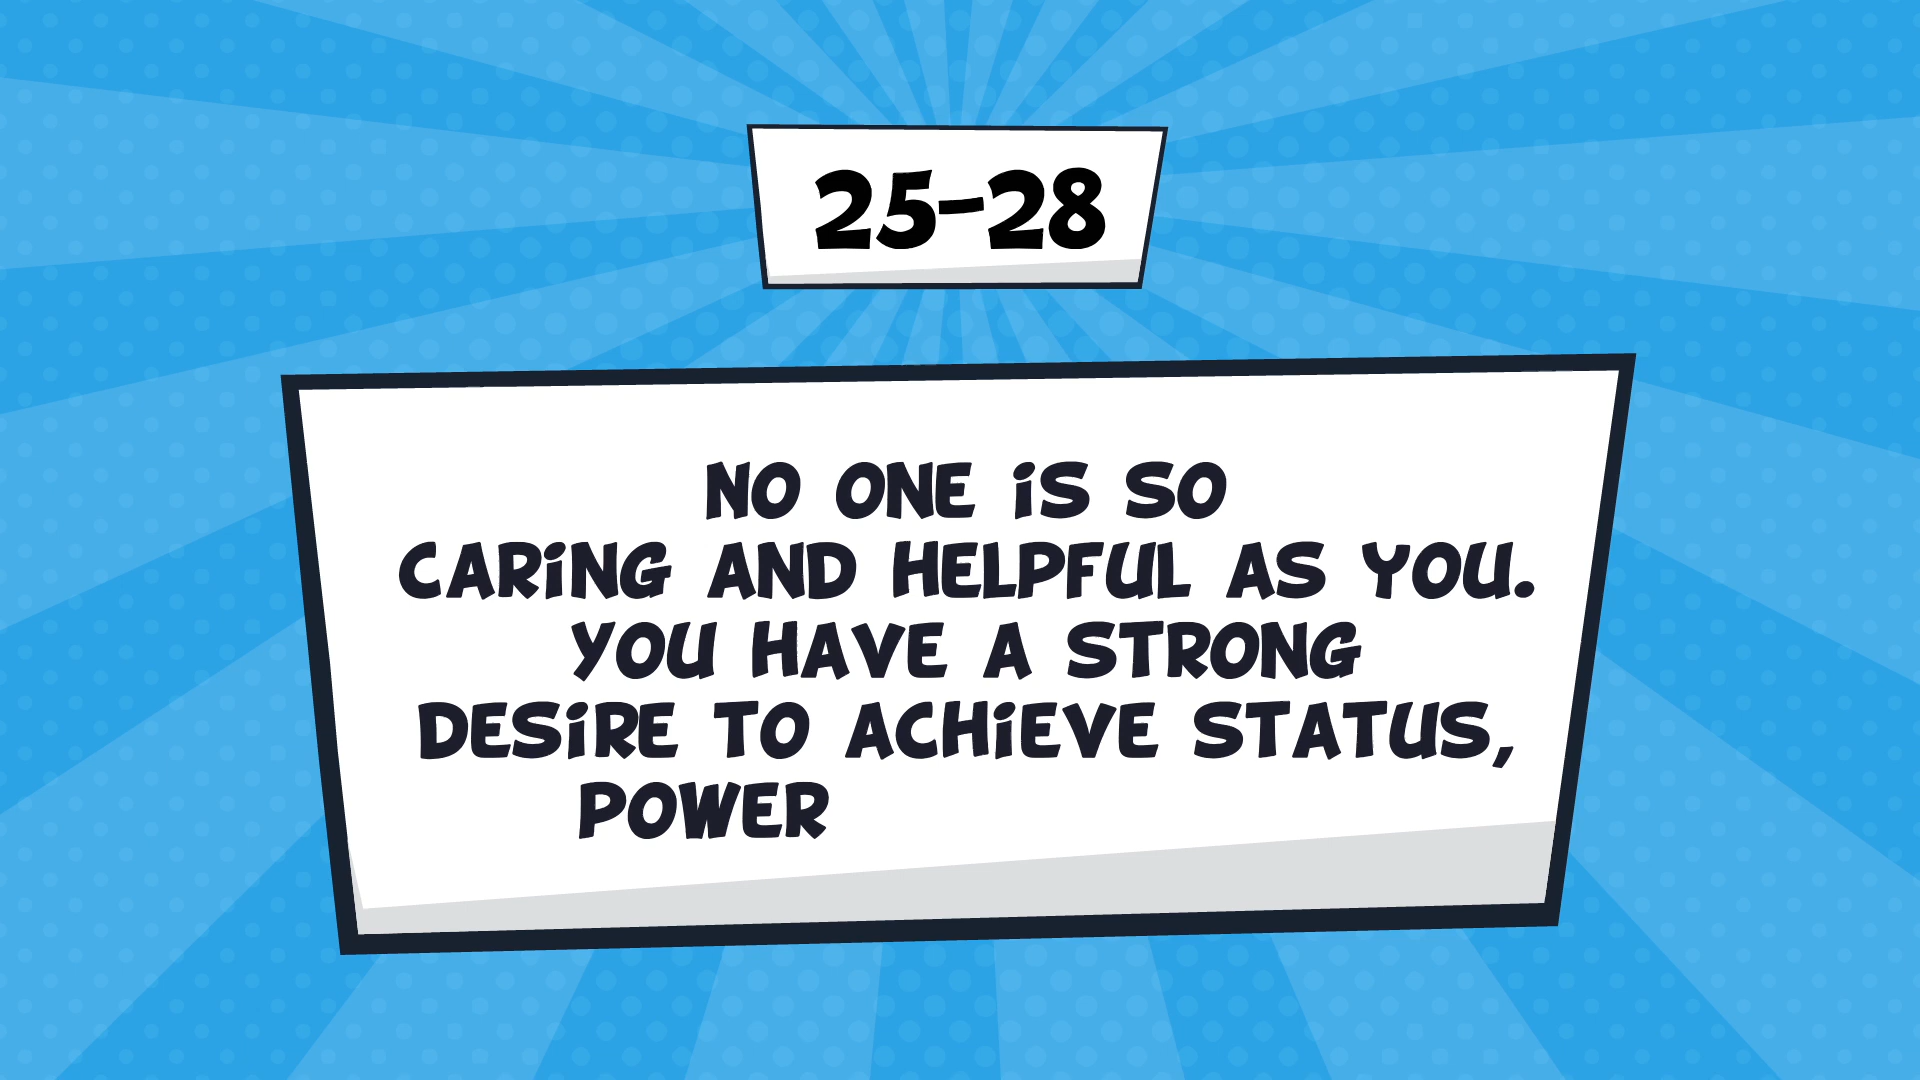 25-28
NO ONE IS SO
CARING AND HELPFUL AS YOU.
YOU HAVE A STRONG
DESIRE TO ACHIEVE STATUS,
POWER